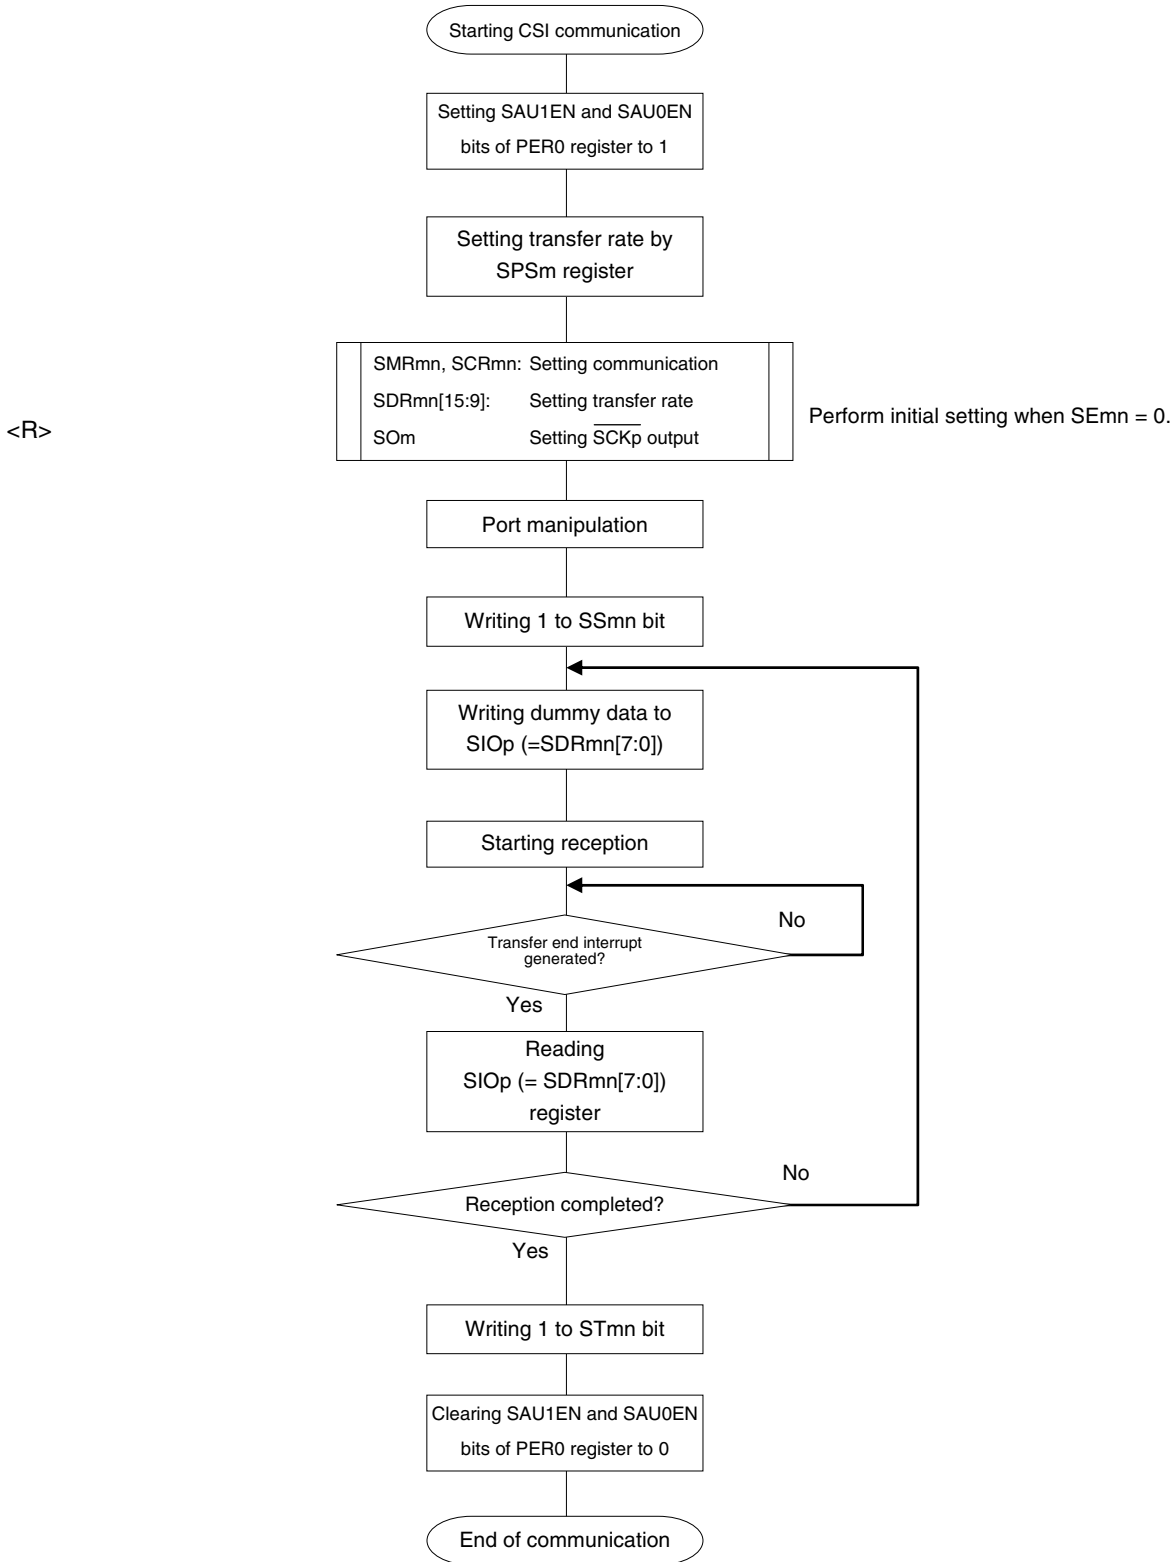 Starting CSI communication
Setting SAU1EN and SAU0EN
bits of PER0 register to 1
Setting transfer rate by
SPSm register
SMRmn, SCRmn: Setting communication
SDRmn[15:9]: Setting transfer rate
SOm Setting SCKp output
Perform initial setting when SEmn = 0.
<R>
Port manipulation
Writing 1 to SSmn bit
Writing dummy data to
SIOp (=SDRmn[7:0])
Starting reception
No
Transfer end interrupt
generated?
Yes
Reading
SIOp (= SDRmn[7:0])
register
No
Reception completed?
Yes
Writing 1 to STmn bit
Clearing SAU1EN and SAU0EN
bits of PER0 register to 0
End of communication